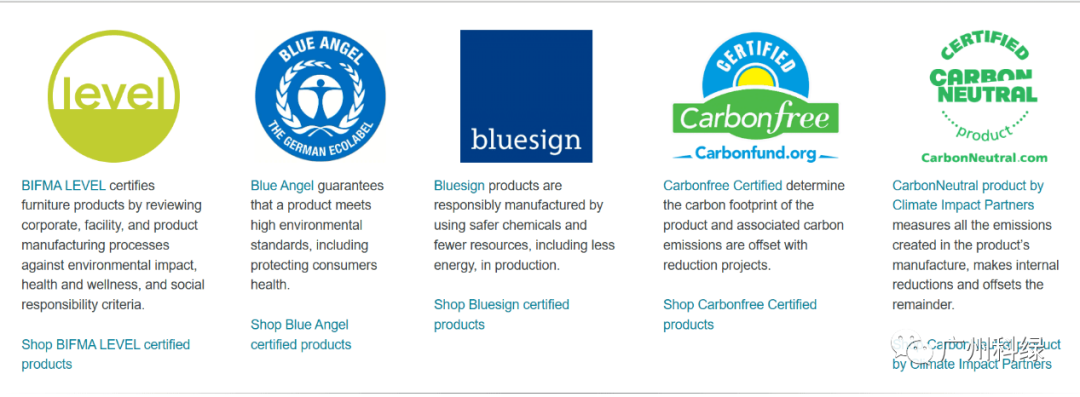 level
BLUE ANGEL
THE GERMAN ECOLABEL
bluesign
CERTIFIED
Carbonfree
Carbonfund.org
CERTIFIED
CARBON
NEUTRAL
product
CarbonNeutral.com
BIFMA LEVEL certifies
furniture products by reviewing
corporate, facility, and product
manufacturing processes
against environmental impact,
health and wellness, and social
responsibility criteria.
Shop BIFMA LEVEL certified
products
Blue Angel guarantees
that a product meets
high environmental
standards, including
protecting consumers
health.
Shop Blue Angel
certified products
Bluesign products are
responsibly manufactured by
using safer chemicals and
fewer resources, including less
energy, in production.
Shop Bluesign certified
products
Carbonfree Certified determine
the carbon footprint of the
product and associated carbon
emissions are offset with
reduction projects.
Shop Carbonfree Certified
products
CarbonNeutral product by
Climate Impact Partners
measures all the emissions
created in the product's
manufacture, makes internal
reductions and offsets the
remainder.
product
by Climate Impact Partners
广州科绿